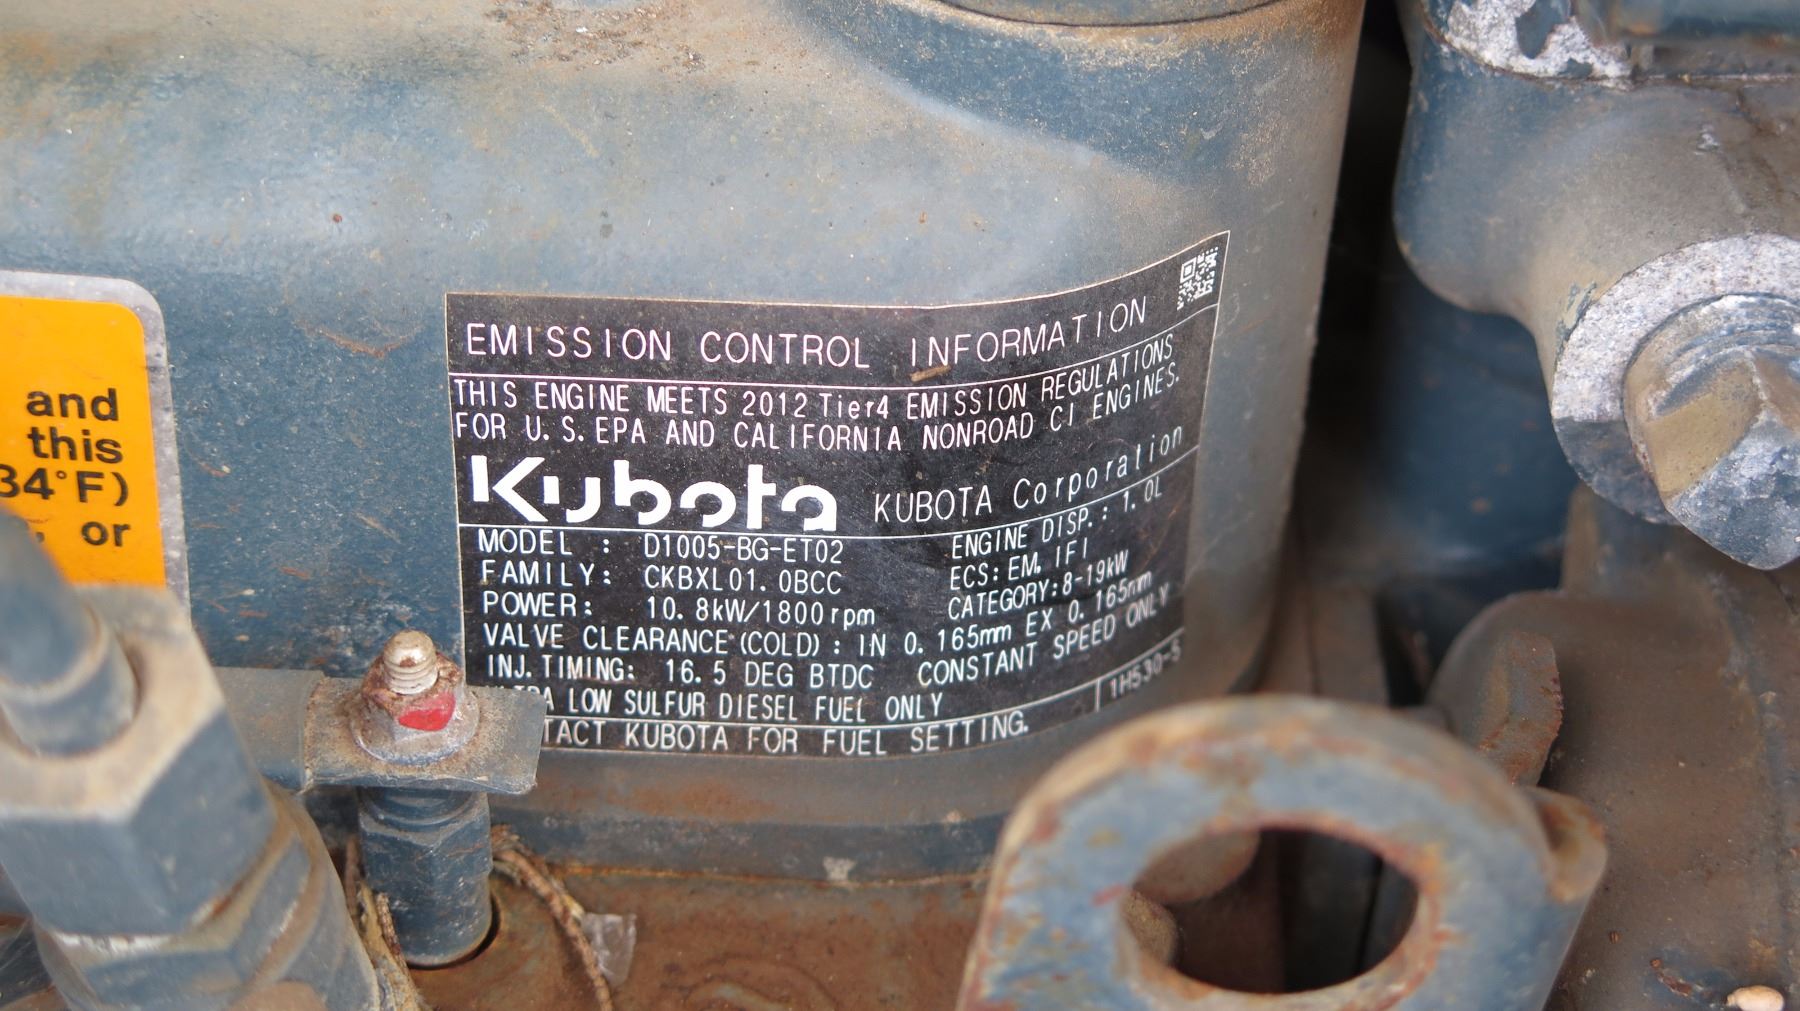 and
this
34°F)
, or
EMISSION CONTROL INFORMATION
THIS ENGINE MEETS 2012 Tier4 EMISSION REGULATIONS
FOR U.S.EPA AND CALIFORNIA NONROAD CI ENGINES.
Kubota KUBOTA Corporation
MODEL : D1005-BG-ET02 ENGINE DISP.: 1.0L
FAMILY: CKBXL01.0BCC ECS: EM, IFI
POWER: 10.8kW/1800rpm CATEGORY:8-19kW
VALVE CLEARANCE(COLD): IN 0.165mm EX 0.165mm
INJ.TIMING: 16.5 DEG BTDC CONSTANT SPEED ONLY
LOW SULFUR DIESEL FUEL ONLY
TACT KUBOTA FOR FUEL SETTING. 1H530-5